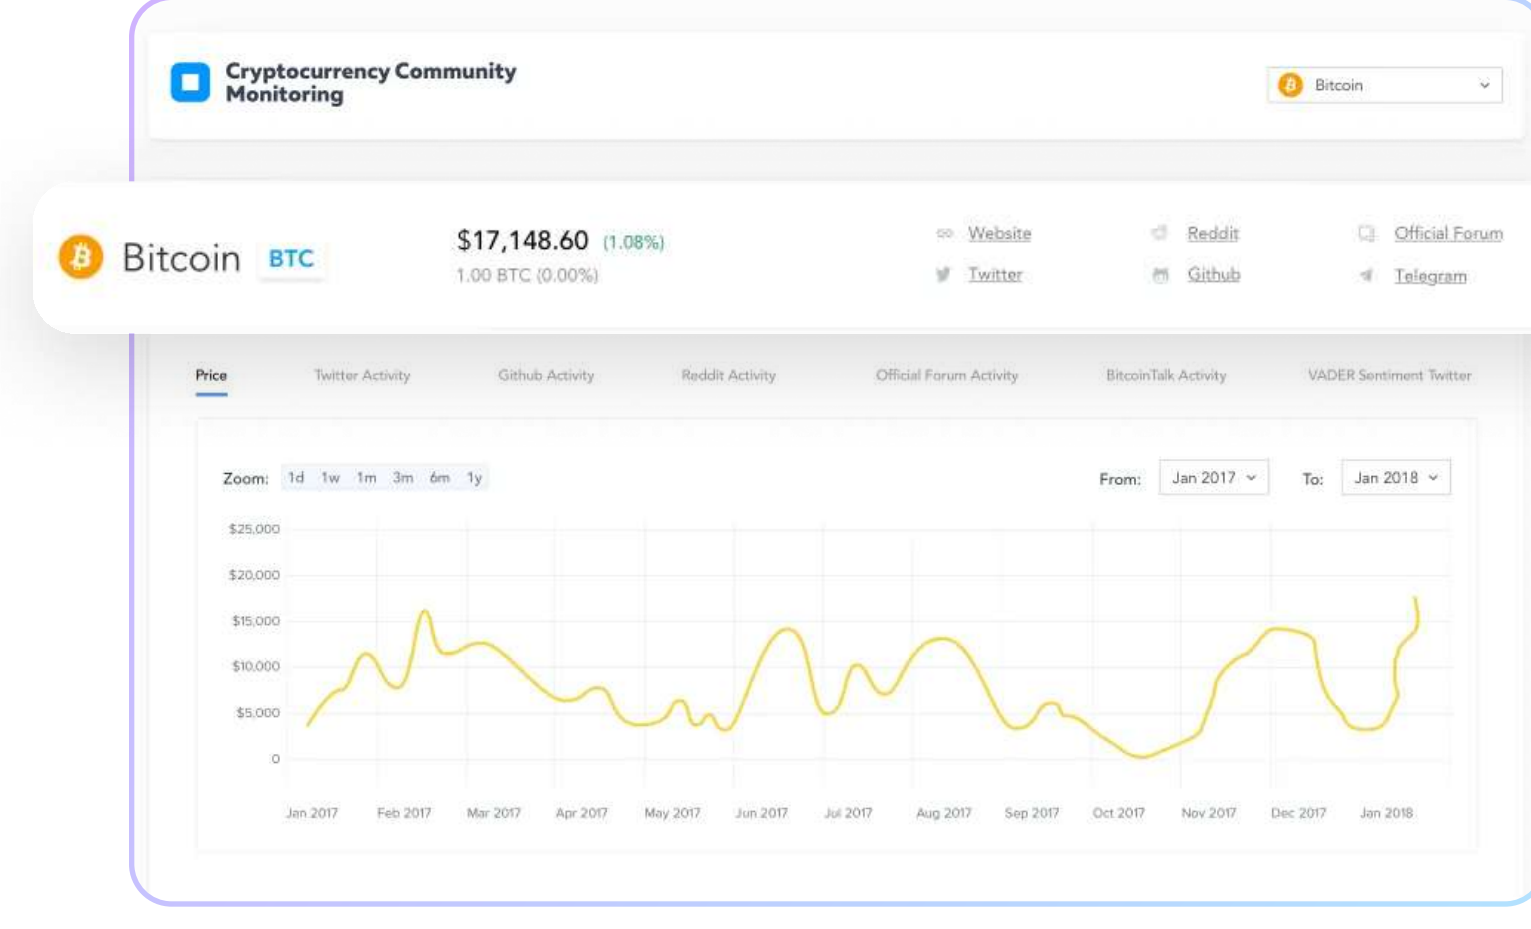 Cryptocurrency Community
Monitoring
Bitcoin
Bitcoin BTC
$17,148.60 (1.08%)
1.00 BTC (0.00%)
Website
Reddit
Official Forum
Twitter
Github
Telegram
Price Twitter Activity Github Activity Reddit Activity Official Forum Activity BitcoinTalk Activity VADER Sentiment Twitter
Zoom: 1d 1w 1m 3m 6m 1y
From: Jan 2017 To: Jan 2018
$25,000
$20,000
$15,000
$10,000
$5,000
0
Jan 2017 Feb 2017 Mar 2017 Apr 2017 May 2017 Jun 2017 Jul 2017 Aug 2017 Sep 2017 Oct 2017 Nov 2017 Dec 2017 Jan 2018